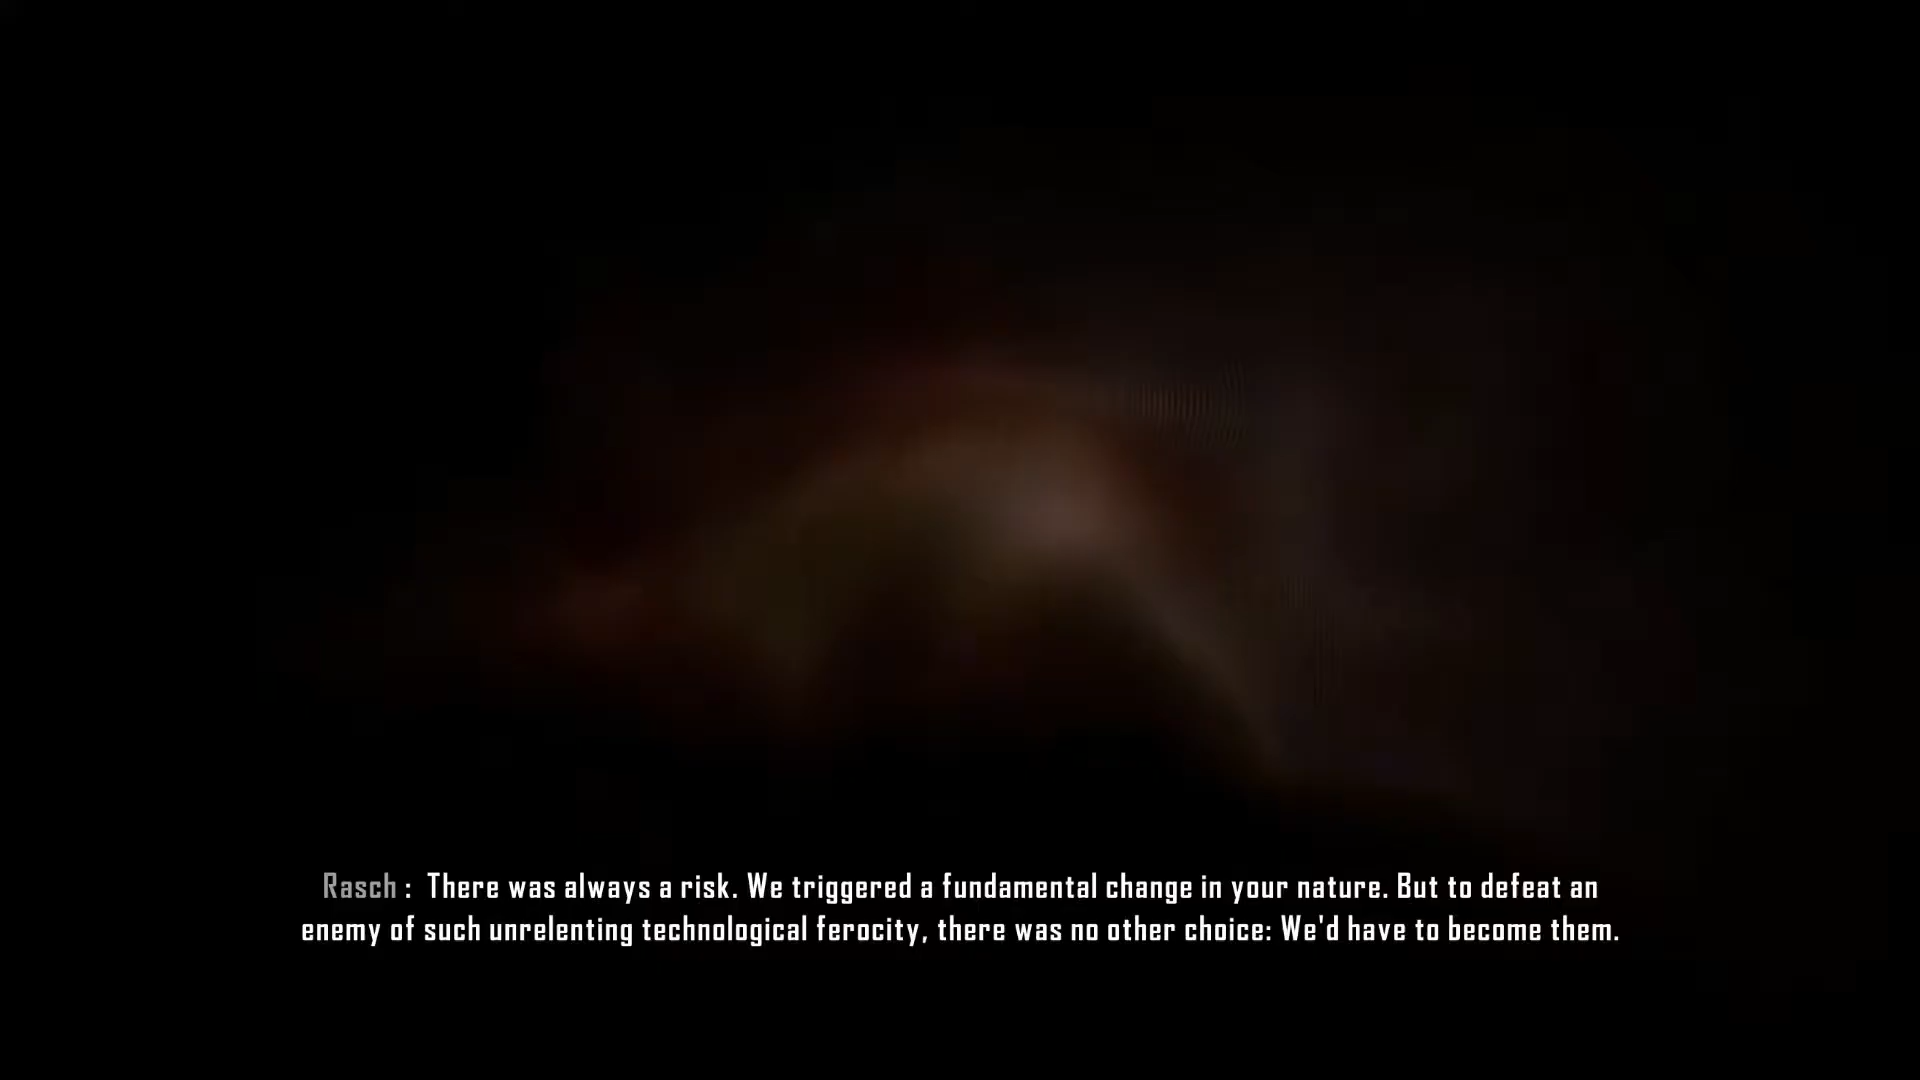 Rasch : There was always a risk. We triggered a fundamental change in your nature. But to defeat an
enemy of such unrelenting technological ferocity, there was no other choice: We'd have to become them.